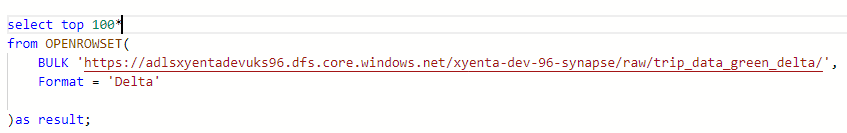 select top 100*
from OPENROWSET(
BULK 'https://adlsxyentadevuks96.dfs.core.windows.net/xyenta-dev-96-synapse/raw/trip_data_green_delta/',
Format = 'Delta'
)as result;